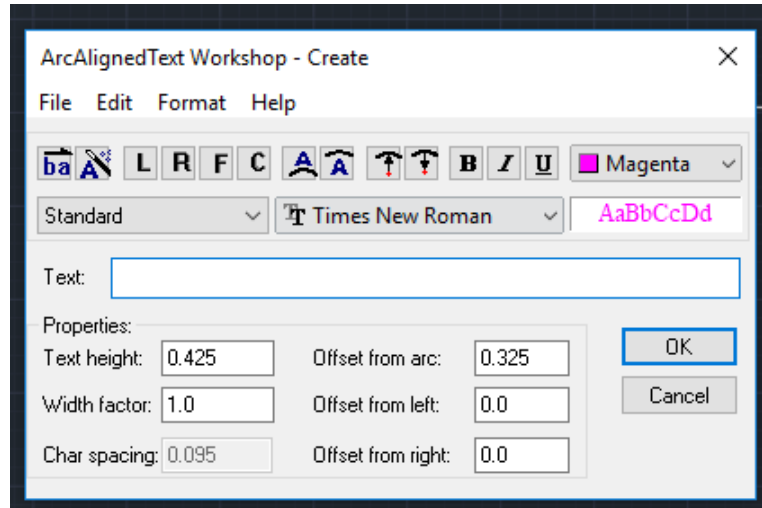 ArcAlignedText Workshop - Create
File Edit Format Help
ba A L R F C A A B I U Magenta
Standard Times New Roman AaBbCcDd
Text:
Properties:
Text height: 0.425 Offset from arc: 0.325 OK
Width factor: 1.0 Offset from left: 0.0 Cancel
Char spacing: 0.095 Offset from right: 0.0